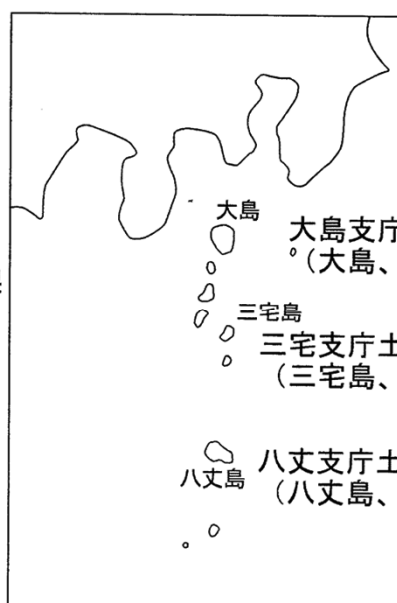 大島
大島支庁
(大島、
三宅島
三宅支庁土
(三宅島、
八丈支庁土
八丈島
(八丈島、